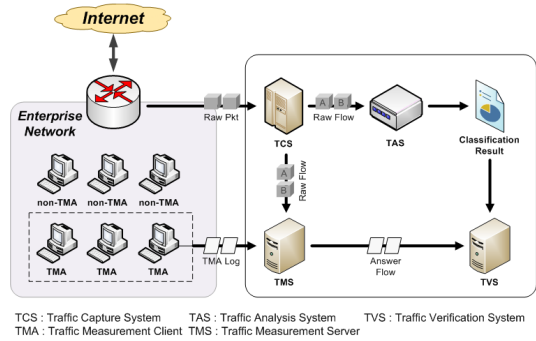 Internet
Enterprise
Network
Raw Pkt
TCS
A B
Raw Flow
TAS
Classification
Result
A
B
Raw Flow
non-TMA non-TMA non-TMA
TMA TMA TMA
TMA Log
TMS
Answer
Flow
TVS
TCS : Traffic Capture System TAS : Traffic Analysis System TVS : Traffic Verification System
TMA : Traffic Measurement Client TMS : Traffic Measurement Server